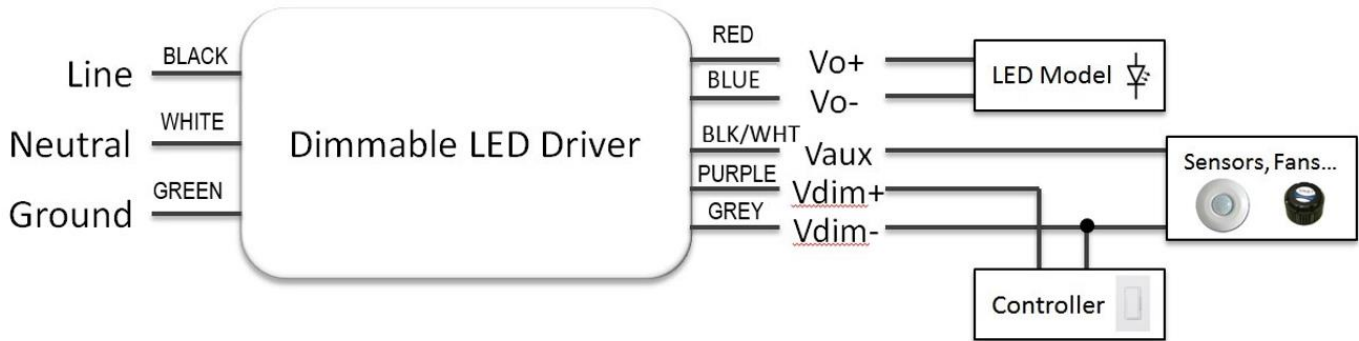 Line
BLACK
Neutral
WHITE
Ground
GREEN
Dimmable LED Driver
RED
Vo+
BLUE
Vo-
BLK/WHT
Vaux
PURPLE
Vdim+
GREY
Vdim-
LED Model
Sensors, Fans...
Controller